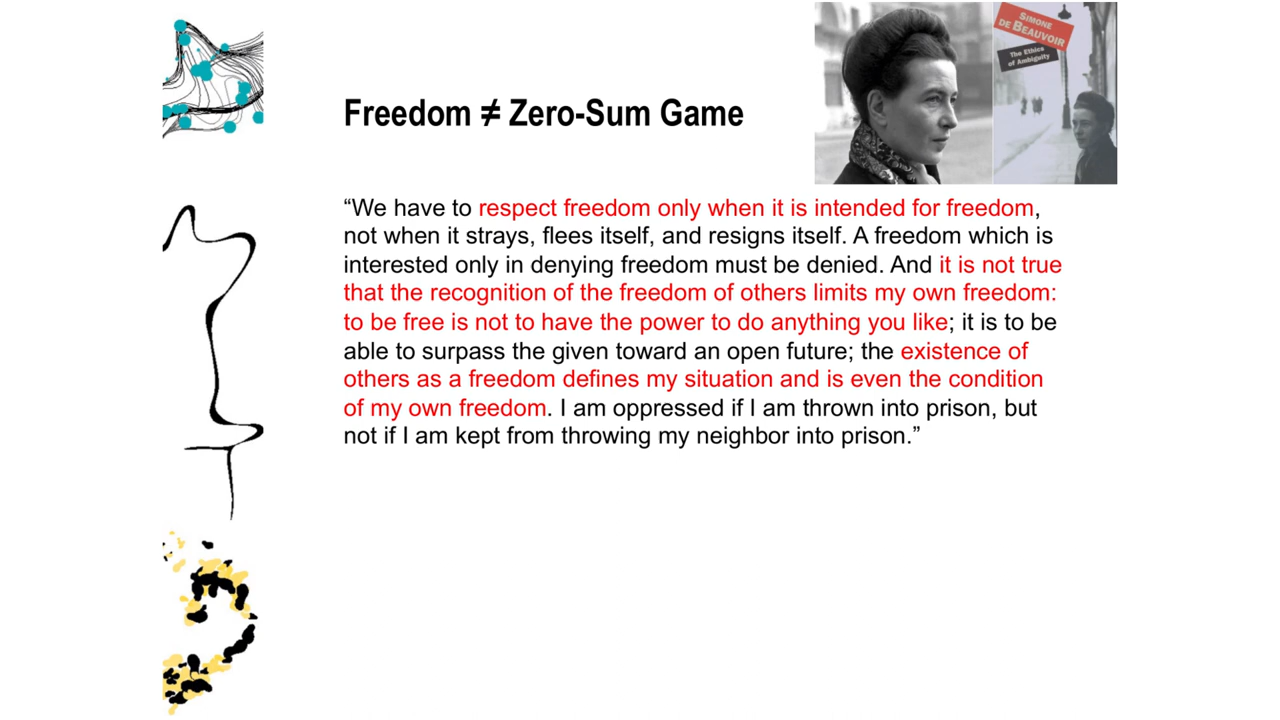 SIMONE
DE BEAUVOIR
The Ethics
of Ambiguity
Freedom ≠ Zero-Sum Game
“We have to respect freedom only when it is intended for freedom,
not when it strays, flees itself, and resigns itself. A freedom which is
interested only in denying freedom must be denied. And it is not true
that the recognition of the freedom of others limits my own freedom:
to be free is not to have the power to do anything you like; it is to be
able to surpass the given toward an open future; the existence of
others as a freedom defines my situation and is even the condition
of my own freedom. I am oppressed if I am thrown into prison, but
not if I am kept from throwing my neighbor into prison.”